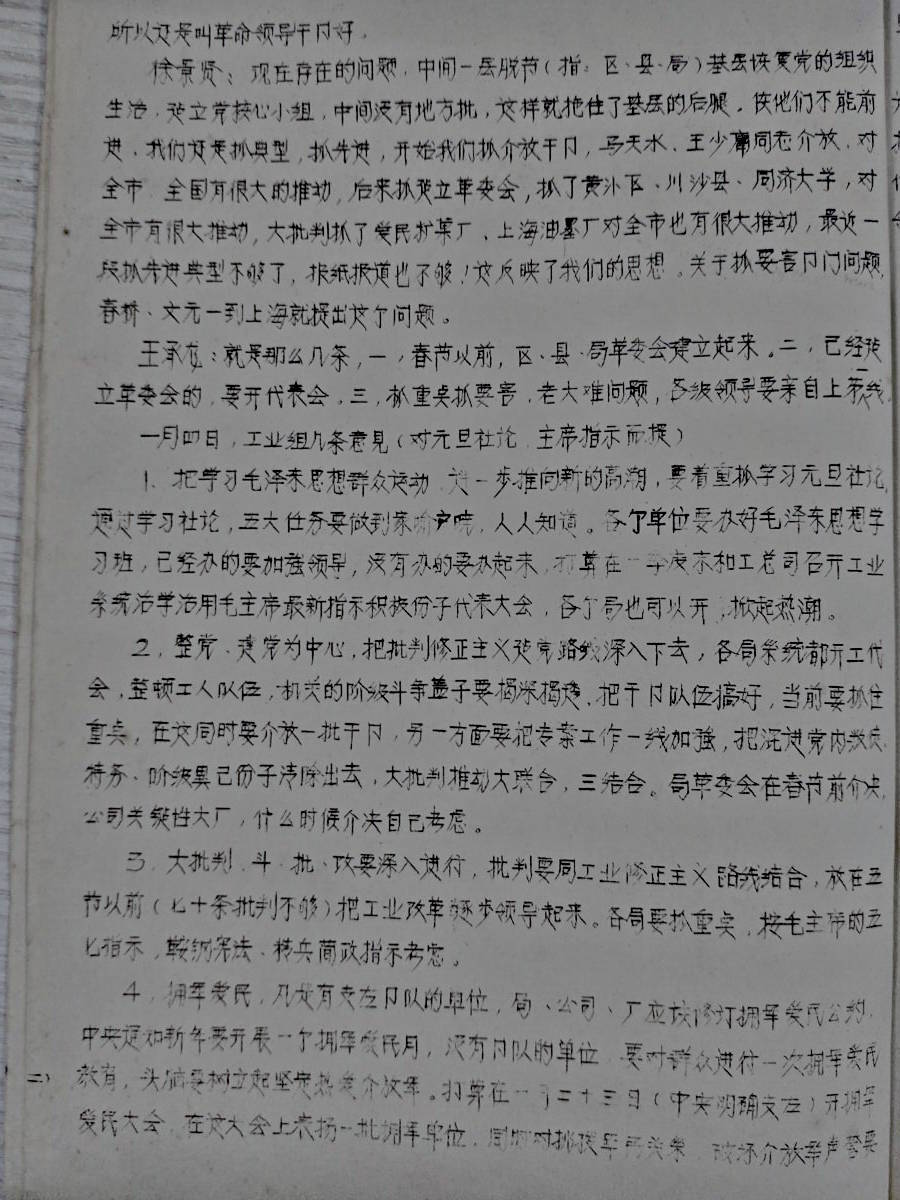 所以还是叫革命领导干卩好。
徐景贤：现在存在的问题，中间一层脱节（指：区、县、局）基层恢复党的组织
生活，建立党核心小组，中间没有地方批，这样就拖住了基层的后腿，使他们不能前
进，我们还是抓典型，抓先进，开始我们抓介放干卩，马天水、王少庸同志介放，对
全市、全国有很大的推动，后来抓建立革委会，抓了黄浦区、川沙县、同济大学，对
全市有很大推动，大批判抓了爱民糖菓厂、上海油墨厂对全市也有很大推动，最近一
段抓先进典型不够了，报纸报道也不够！这反映了我们的思想。关于抓要害卩门问题，
春桥、文元一到上海就提出这个问题。
王承龙：就是那么几条，一，春节以前，区、县、局革委会建立起来。二，已经建
立革委会的，要开代表会，三，抓重点抓要害，老大难问题，各级领导要亲自上第一线
一月四日，工业组几条意见（对元旦社论、主席指示而提）
1、把学习毛泽东思想群众运动，进一步推向新的高潮，要着重抓学习元旦社论，
通过学习社论，五大任务要做到家喻户晓，人人知道。各个单位要办好毛泽东思想学
习班，已经办的要加强领导，没有办的要办起来，打算在一季度末和工总司召开工业
系统活学活用毛主席最新指示积极份子代表大会，各个局也可以开，掀起热潮。
2，整党、建党为中心，把批判修正主义建党路线深入下去，各局系统都开工代
会，整顿工人队伍，机关的阶级斗争盖子要揭深揭透，把干卩队伍搞好，当前要抓住
重点，在这同时要介放一批干卩，另一方面要把专案工作一线加强，把混进党内叛徒、
特务、阶级异己份子清除出去，大批判推动大联合，三结合。局革委会在春节前介决，
公司关键性大厂，什么时候介决自己考虑。
3、大批判、斗、批、改要深入进行，批判要同工业修正主义路线结合，放在五
节以前（七十条批判不够）把工业改革逐步领导起来。各局要抓重点，按毛主席的五
七指示，鞍钢宪法、精兵简政指示考虑。
4，拥军爱民，凡是有支左卩队的单位，局、公司、厂应该修订拥军爱民公约，
中央通知新年要开展一个拥军爱民月，没有卩队的单位，要对群众进行一次拥军爱民
教育，头脑要树立起坚定热爱介放军。打算在一月二十三日（中央明确支左）开拥军
爱民大会，在这大会上表扬一批拥军单位，同时对挑拨军民关系，破坏介放军声誉要